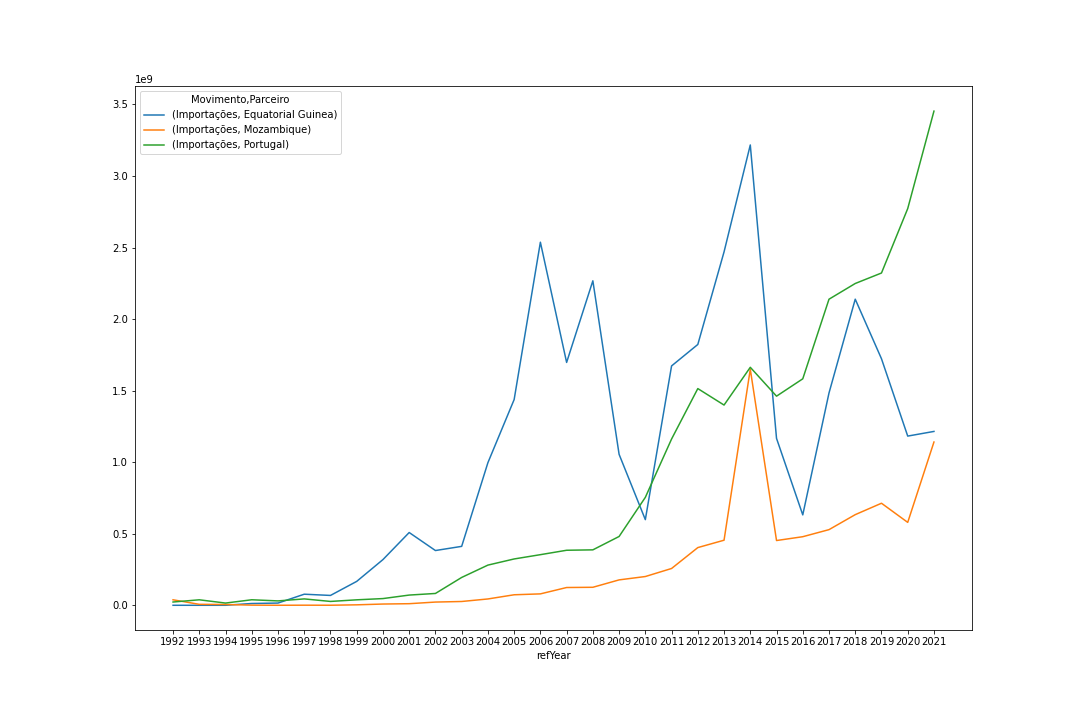 1e9
Movimento,Parceiro
(Importações, Equatorial Guinea)
(Importações, Mozambique)
(Importações, Portugal)
3.5
3.0
2.5
2.0
1.5
1.0
0.5
0.0
1992 1993 1994 1995 1996 1997 1998 1999 2000 2001 2002 2003 2004 2005 2006 2007 2008 2009 2010 2011 2012 2013 2014 2015 2016 2017 2018 2019 2020 2021
refYear